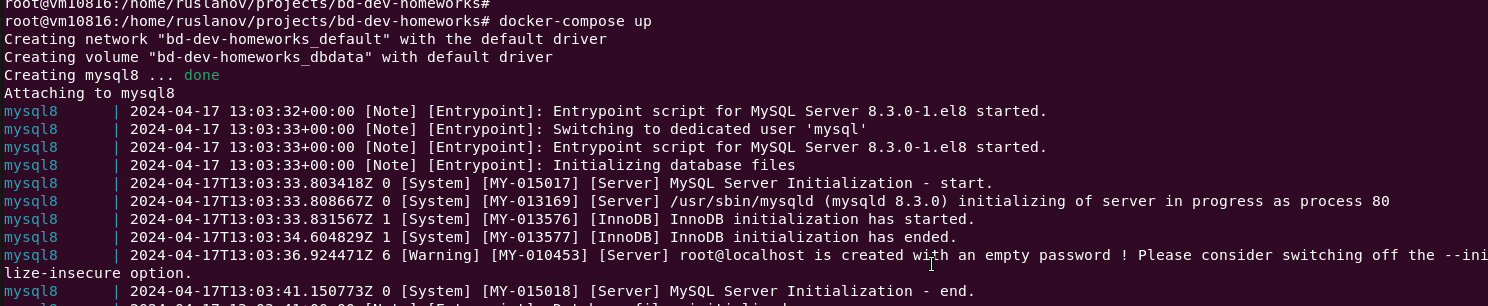 root@vm10816:/home/ruslanov/projects/bd-dev-homeworks#
root@vm10816:/home/ruslanov/projects/bd-dev-homeworks# docker-compose up
Creating network "bd-dev-homeworks_default" with the default driver
Creating volume "bd-dev-homeworks_dbdata" with default driver
Creating mysql8 ... done
Attaching to mysql8
mysql8      | 2024-04-17 13:03:32+00:00 [Note] [Entrypoint]: Entrypoint script for MySQL Server 8.3.0-1.el8 started.
mysql8      | 2024-04-17 13:03:33+00:00 [Note] [Entrypoint]: Switching to dedicated user 'mysql'
mysql8      | 2024-04-17 13:03:33+00:00 [Note] [Entrypoint]: Entrypoint script for MySQL Server 8.3.0-1.el8 started.
mysql8      | 2024-04-17 13:03:33+00:00 [Note] [Entrypoint]: Initializing database files
mysql8      | 2024-04-17T13:03:33.803418Z 0 [System] [MY-015017] [Server] MySQL Server Initialization - start.
mysql8      | 2024-04-17T13:03:33.808667Z 0 [System] [MY-013169] [Server] /usr/sbin/mysqld (mysqld 8.3.0) initializing of server in progress as process 80
mysql8      | 2024-04-17T13:03:33.831567Z 1 [System] [MY-013576] [InnoDB] InnoDB initialization has started.
mysql8      | 2024-04-17T13:03:34.604829Z 1 [System] [MY-013577] [InnoDB] InnoDB initialization has ended.
mysql8      | 2024-04-17T13:03:36.924471Z 6 [Warning] [MY-010453] [Server] root@localhost is created with an empty password ! Please consider switching off the --ini
lize-insecure option.
mysql8      | 2024-04-17T13:03:41.150773Z 0 [System] [MY-015018] [Server] MySQL Server Initialization - end.